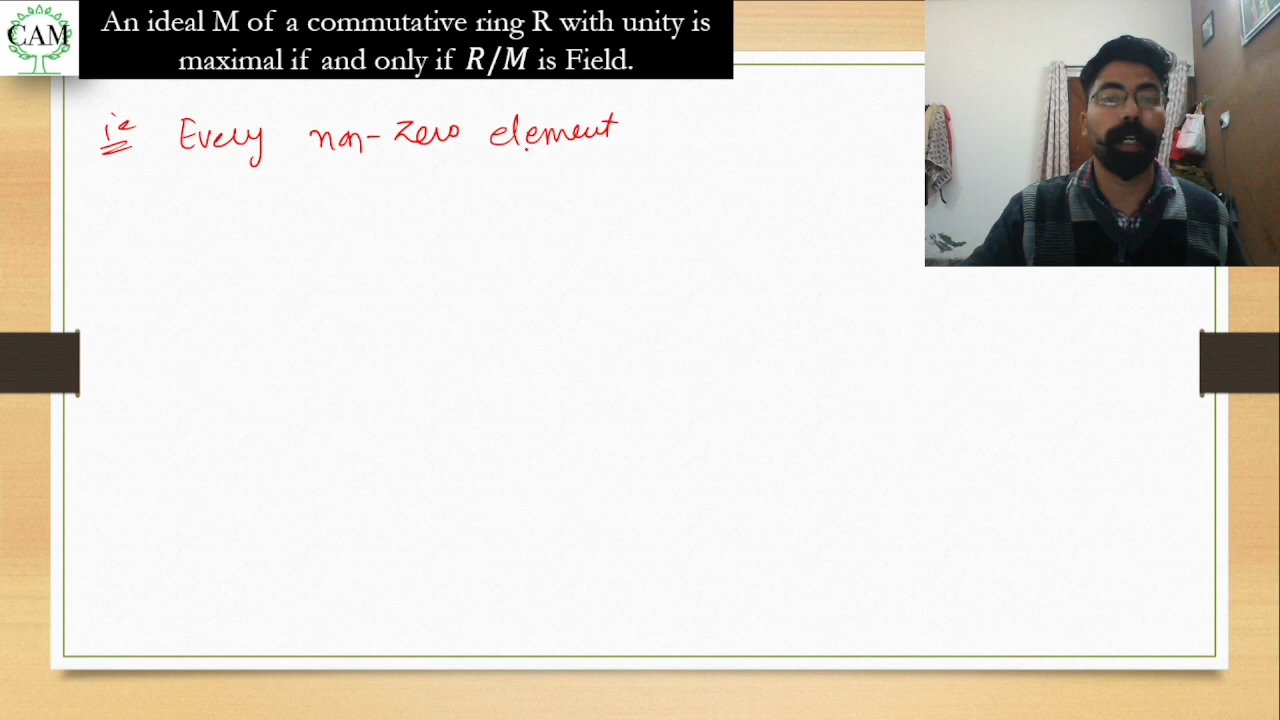 CAM
An ideal M of a commutative ring R with unity is
maximal if and only if R/M is Field.
ie Every non-zero element